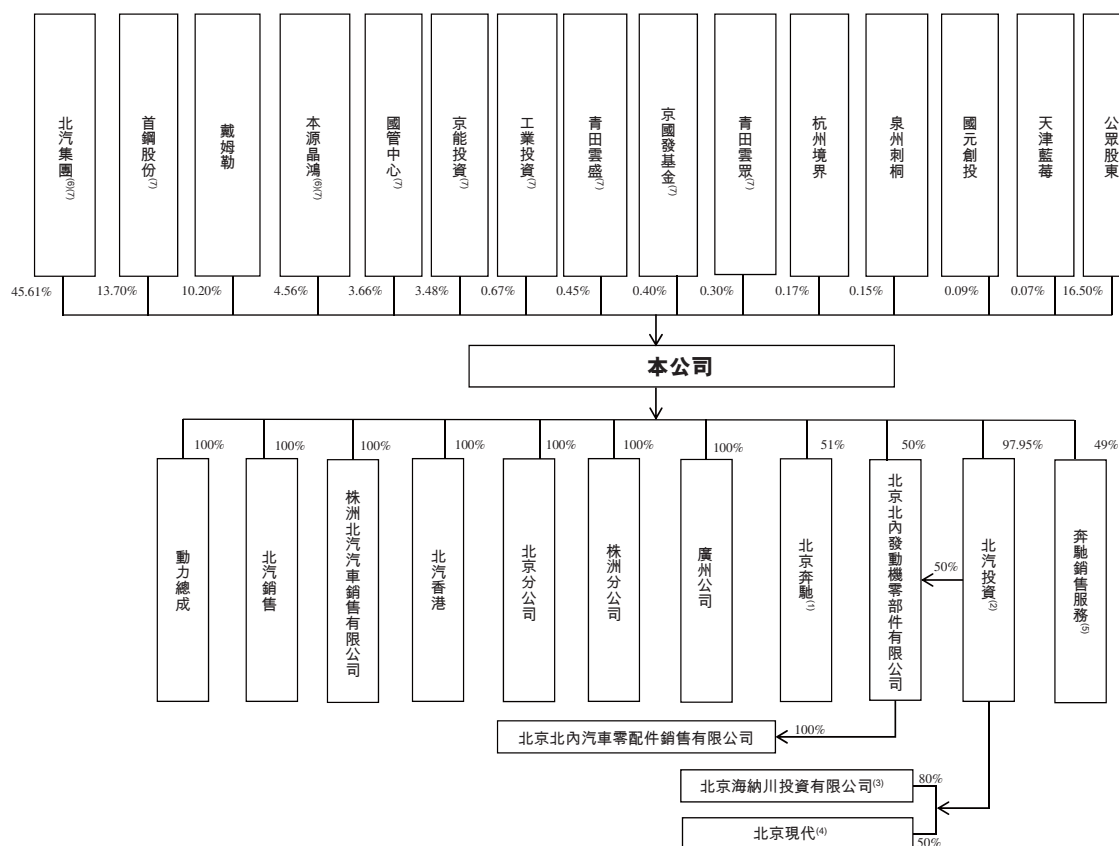 北汽集團(6)(7)
首鋼股份(7)
戴姆勒
本源晶鴻(6)(7)
國管中心(7)
京能投資(7)
工業投資(7)
青田雲盛(7)
京國發基金(7)
青田雲眾(7)
杭州境界
泉州刺桐
國元創投
天津藍莓
公眾股東
45.61%
13.70%
10.20%
4.56%
3.66%
3.48%
0.67%
0.45%
0.40%
0.30%
0.17%
0.15%
0.09%
0.07%
16.50%
本公司
100%
100%
100%
100%
100%
100%
100%
51%
50%
97.95%
49%
動力總成
北汽銷售
株洲北汽汽車銷售有限公司
北汽香港
北京分公司
株洲分公司
廣州公司
北京奔馳(1)
北京北內發動機零部件有限公司
50%
北汽投資(2)
奔馳銷售服務(5)
北京北內汽車零配件銷售有限公司
100%
北京海納川投資有限公司(3)
80%
北京現代(4)
50%